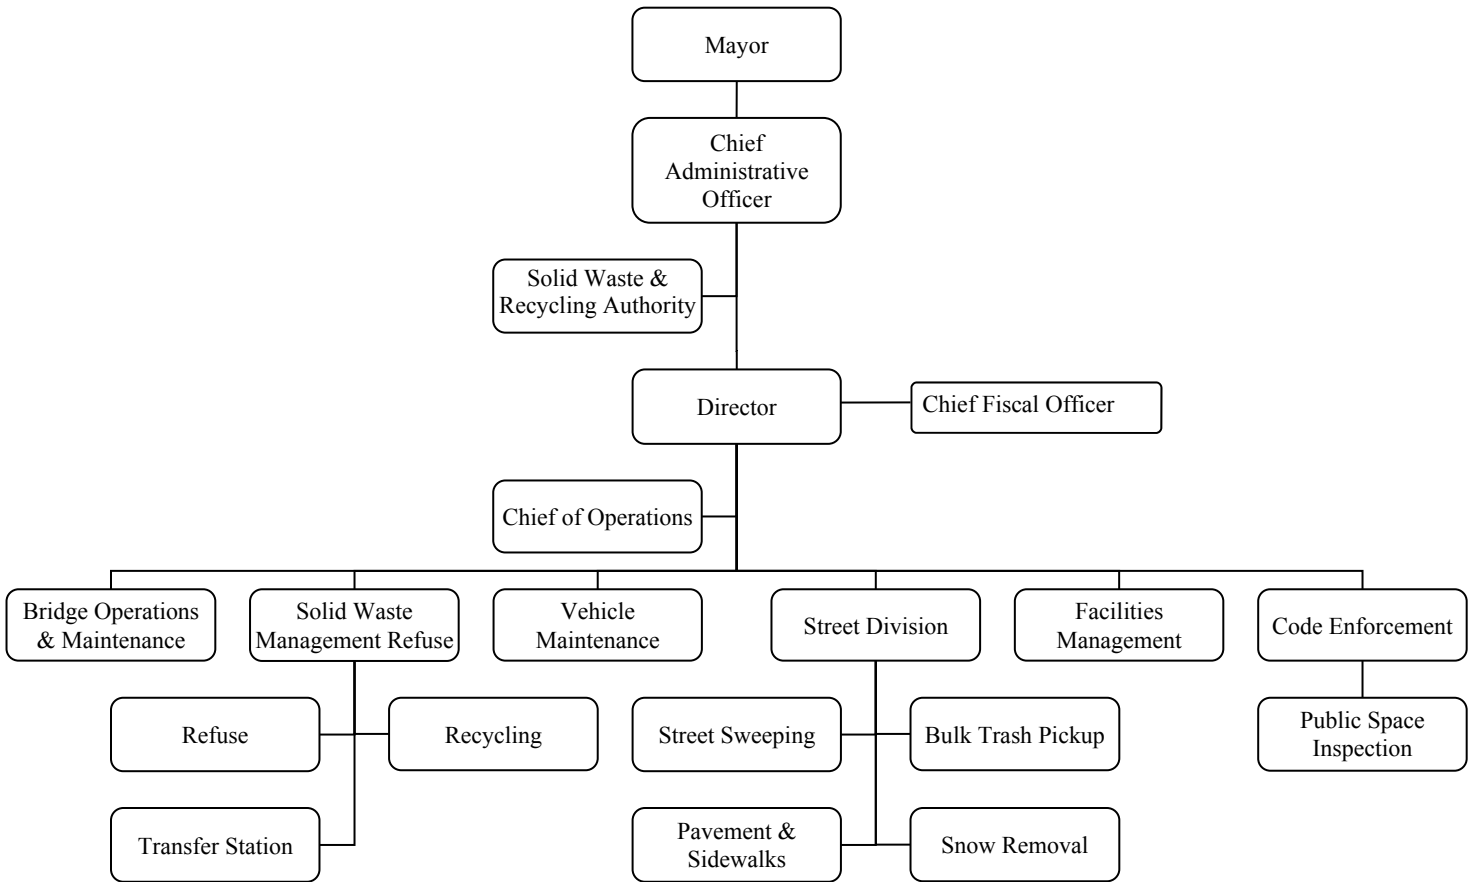 Mayor
Chief
Administrative
Officer
Solid Waste &
Recycling Authority
Director
Chief Fiscal Officer
Chief of Operations
Bridge Operations
& Maintenance
Solid Waste
Management Refuse
Vehicle
Maintenance
Street Division
Facilities
Management
Code Enforcement
Refuse
Recycling
Street Sweeping
Bulk Trash Pickup
Public Space
Inspection
Transfer Station
Pavement &
Sidewalks
Snow Removal